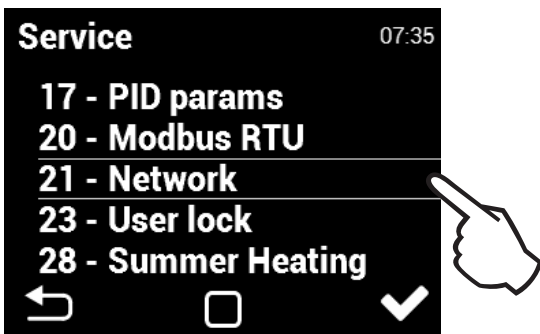 Service 07:35
17 - PID params
20 - Modbus RTU
21 - Network
23 - User lock
28 - Summer Heating